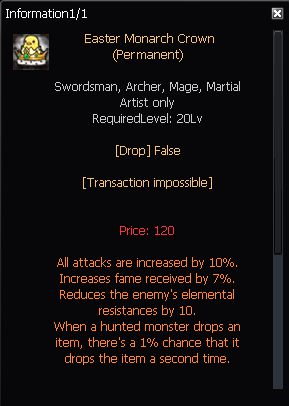 Information1/1
Easter Monarch Crown
(Permanent)
Swordsman, Archer, Mage, Martial
Artist only
RequiredLevel: 20Lv
[Drop] False
[Transaction impossible]
Price: 120
All attacks are increased by 10%.
Increases fame received by 7%.
Reduces the enemy's elemental
resistances by 10.
When a hunted monster drops an
item, there's a 1% chance that it
drops the item a second time.